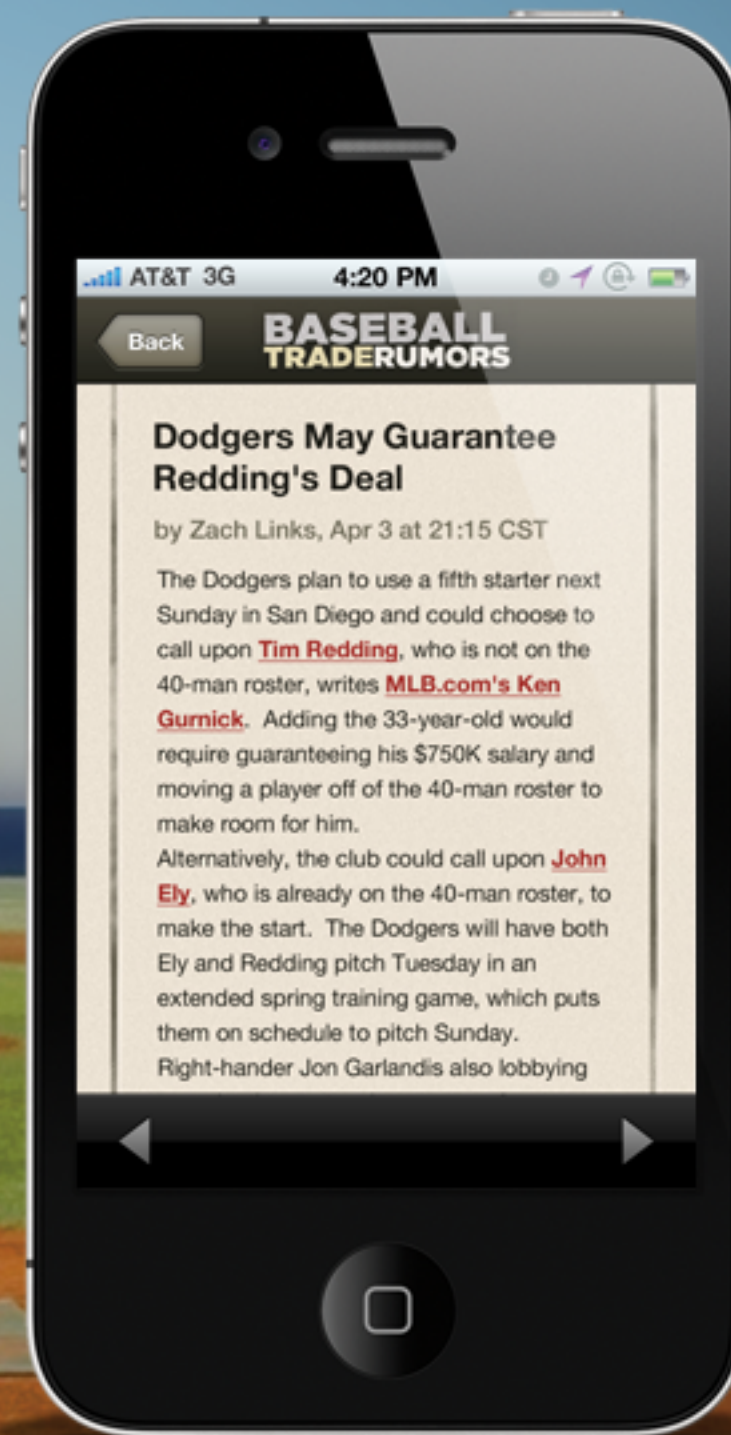 AT&T 3G 4:20 PM
Back
BASEBALL
TRADERUMORS
Dodgers May Guarantee
Redding's Deal
by Zach Links, Apr 3 at 21:15 CST
The Dodgers plan to use a fifth starter next
Sunday in San Diego and could choose to
call upon Tim Redding, who is not on the
40-man roster, writes MLB.com's Ken
Gurnick.  Adding the 33-year-old would
require guaranteeing his $750K salary and
moving a player off of the 40-man roster to
make room for him.
Alternatively, the club could call upon John
Ely, who is already on the 40-man roster, to
make the start.  The Dodgers will have both
Ely and Redding pitch Tuesday in an
extended spring training game, which puts
them on schedule to pitch Sunday.
Right-hander Jon Garlandis also lobbying